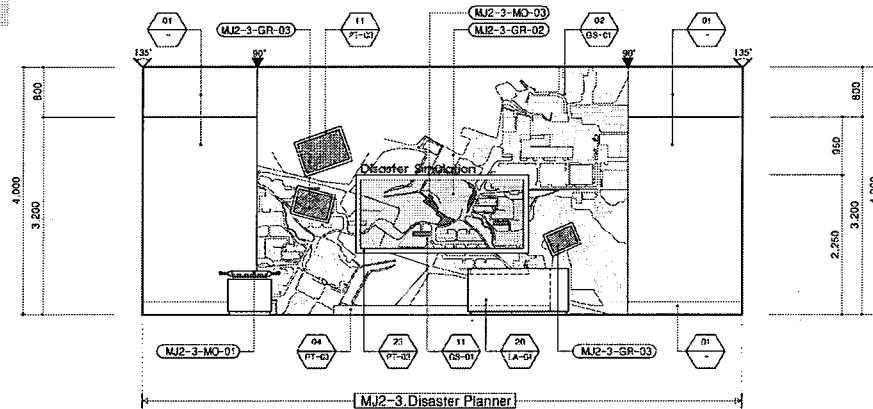 MJ2-3-MO-03
01
-
MJ2-3-GR-03
11
PT-03
MJ2-3-GR-02
02
GS-01
01
-
135°
90°
90°
135°
800
800
950
4,000
3,200
Disaster Simulation
2,250
3,200
MJ2-3-MO-01
04
PT-03
23
PT-03
11
GS-01
20
LA-01
MJ2-3-GR-03
01
-
MJ2-3.Disaster Planner